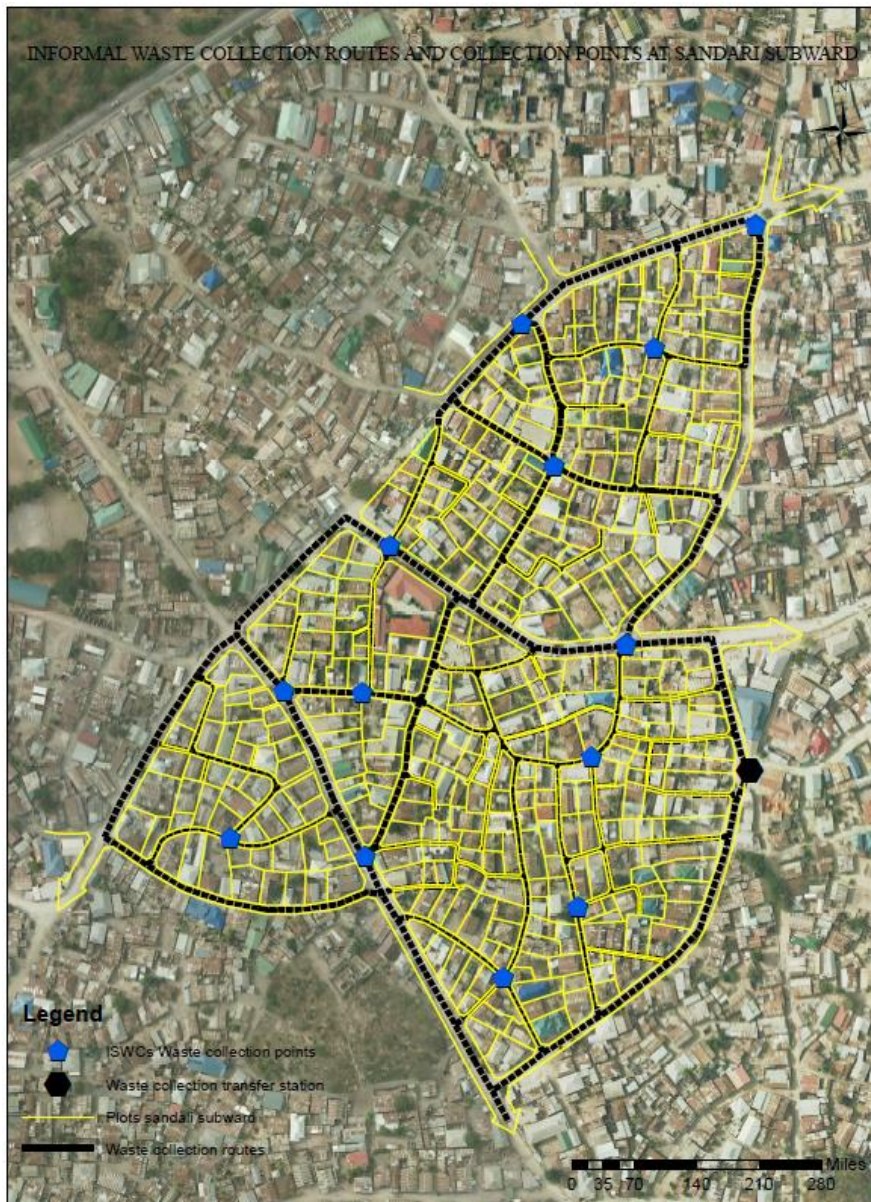 INFORMAL WASTE COLLECTION ROUTES AND COLLECTION POINTS AT SANDARI SUBWARD
N
Legend
ISWCs Waste collection points
Waste collection transfer station
Plots sandali subward
Waste collection routes
Miles
0 35 70 140 210 280